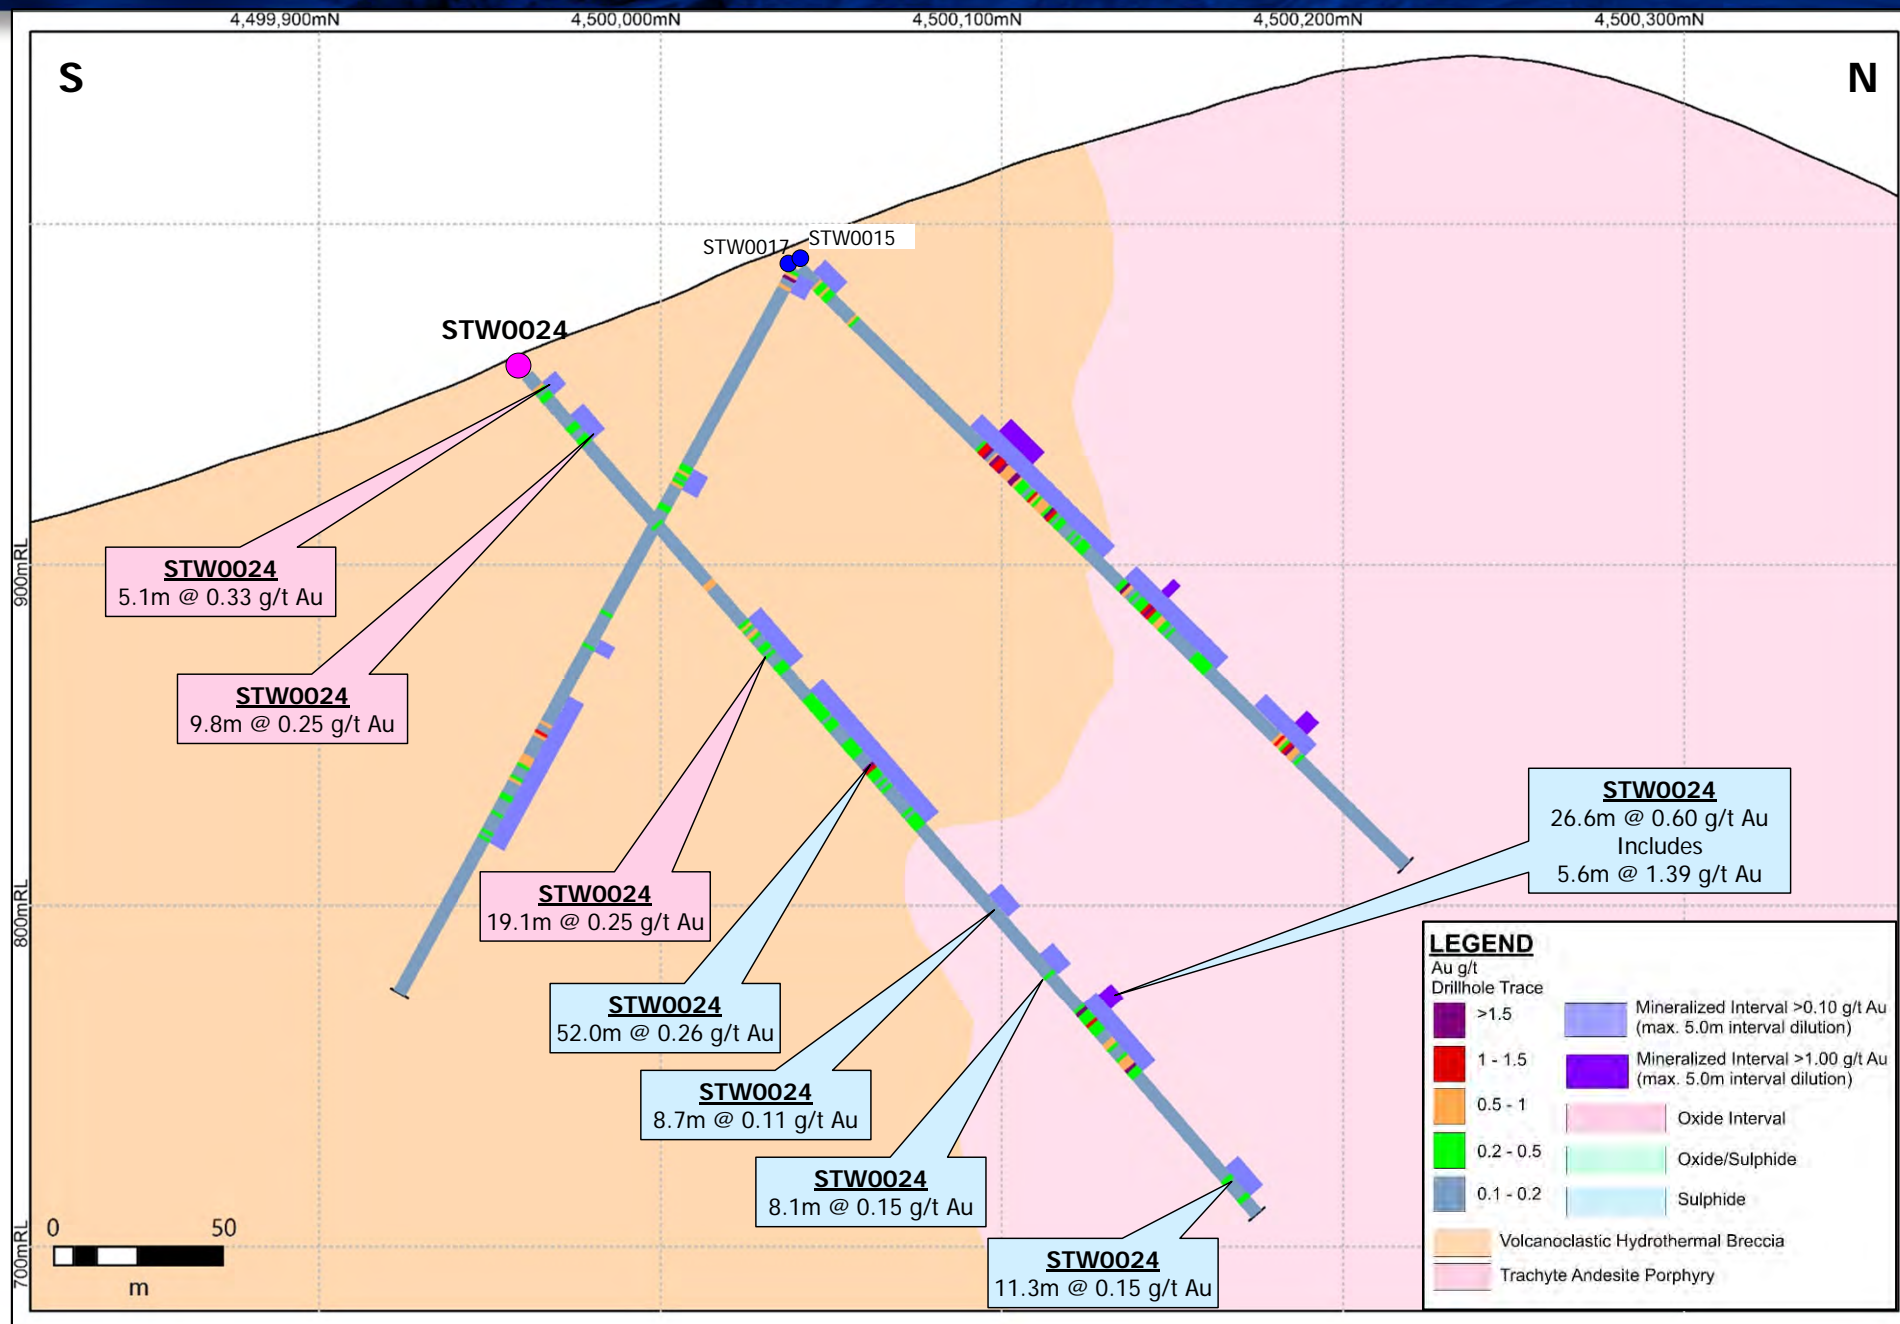 4,499,900mN
4,500,000mN
4,500,100mN
4,500,200mN
4,500,300mN
S
N
STW0017
STW0015
STW0024
900mRL
800mRL
700mRL
STW0024
5.1m @ 0.33 g/t Au
STW0024
9.8m @ 0.25 g/t Au
STW0024
19.1m @ 0.25 g/t Au
STW0024
52.0m @ 0.26 g/t Au
STW0024
8.7m @ 0.11 g/t Au
STW0024
8.1m @ 0.15 g/t Au
STW0024
11.3m @ 0.15 g/t Au
STW0024
26.6m @ 0.60 g/t Au
Includes
5.6m @ 1.39 g/t Au
LEGEND
Au g/t
Drillhole Trace
>1.5
1 - 1.5
0.5 - 1
0.2 - 0.5
0.1 - 0.2
Mineralized Interval >0.10 g/t Au
(max. 5.0m interval dilution)
Mineralized Interval >1.00 g/t Au
(max. 5.0m interval dilution)
Oxide Interval
Oxide/Sulphide
Sulphide
Volcanoclastic Hydrothermal Breccia
Trachyte Andesite Porphyry
0 50
m